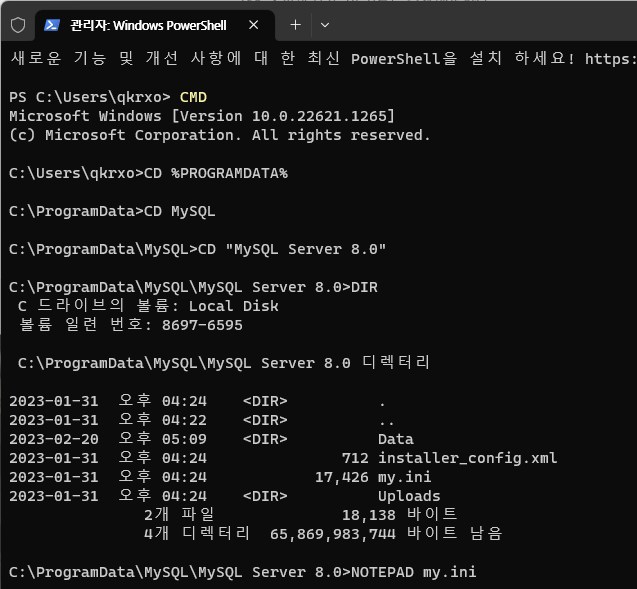 관리자: Windows PowerShell
새로운 기능 및 개선 사항에 대 한 최신 PowerShell을 설치 하세요! https:
PS C:\Users\qkrxo> CMD
Microsoft Windows [Version 10.0.22621.1265]
(c) Microsoft Corporation. All rights reserved.
C:\Users\qkrxo>CD %PROGRAMDATA%
C:\ProgramData>CD MySQL
C:\ProgramData\MySQL>CD "MySQL Server 8.0"
C:\ProgramData\MySQL\MySQL Server 8.0>DIR
C 드라이브의 볼륨: Local Disk
볼륨 일련 번호: 8697-6595
C:\ProgramData\MySQL\MySQL Server 8.0 디렉터리
2023-01-31 오후 04:24 <DIR> .
2023-01-31 오후 04:22 <DIR> ..
2023-02-20 오후 05:09 <DIR> Data
2023-01-31 오후 04:24 712 installer_config.xml
2023-01-31 오후 04:24 17,426 my.ini
2023-01-31 오후 04:24 <DIR> Uploads
2개 파일 18,138 바이트
4개 디렉터리 65,869,983,744 바이트 남음
C:\ProgramData\MySQL\MySQL Server 8.0>NOTEPAD my.ini